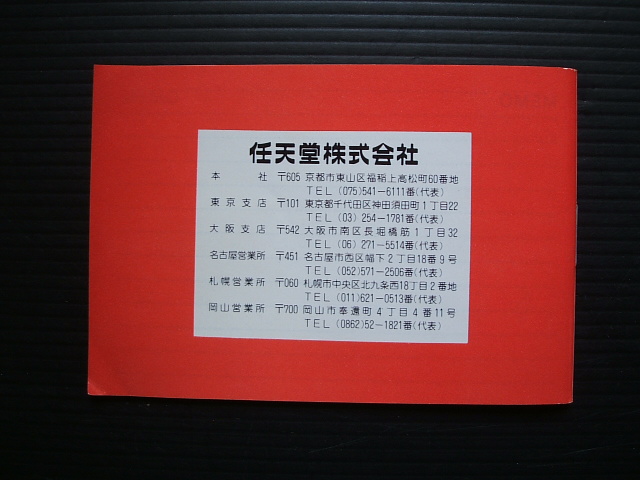 任天堂株式会社
本 社 〒605 京都市東山区福稲上高松町60番地
TEL (075)541-6111番(代表)
東京支店 〒101 東京都千代田区神田須田町1丁目22
TEL (03) 254-1781番(代表)
大阪支店 〒542 大阪市南区長堀橋筋1丁目32
TEL (06) 271-5514番(代表)
名古屋営業所 〒451 名古屋市西区幅下2丁目18番9号
TEL (052)571-2506番(代表)
札幌営業所 〒060 札幌市中央区北九条西18丁目2番地
TEL (011)621-0513番(代表)
岡山営業所 〒700 岡山市奉還町4丁目4番11号
TEL (0862)52-1821番(代表)